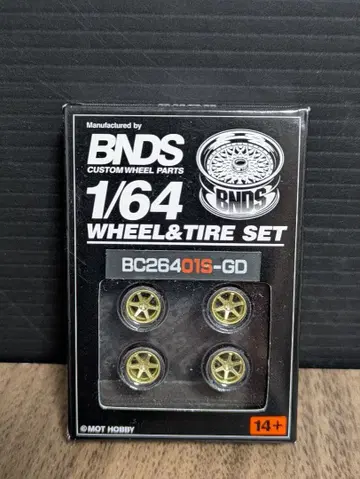 Manufactured by
BNDS
CUSTOM WHEEL PARTS
1/64
BNDS
WHEEL&TIRE SET
BC26401S-GD
©MOT HOBBY
14+